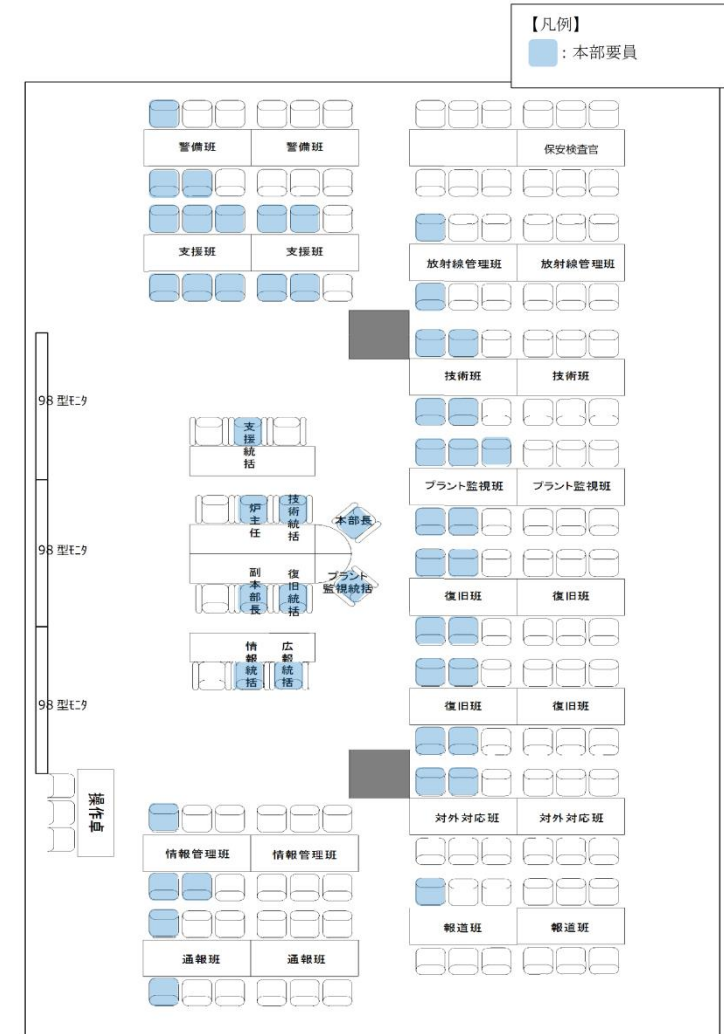 【凡例】
：本部要員
警備班 警備班
保安検査官
支援班 支援班
放射線管理班 放射線管理班
技術班 技術班
98 型モニタ
支援統括
プラント監視班 プラント監視班
炉主任
技術統括
本部長
98 型モニタ
副本部長
復旧統括
プラント
監視統括
復旧班 復旧班
情報統括
広報統括
98 型モニタ
復旧班 復旧班
操作卓
対外対応班 対外対応班
情報管理班 情報管理班
報道班 報道班
通報班 通報班